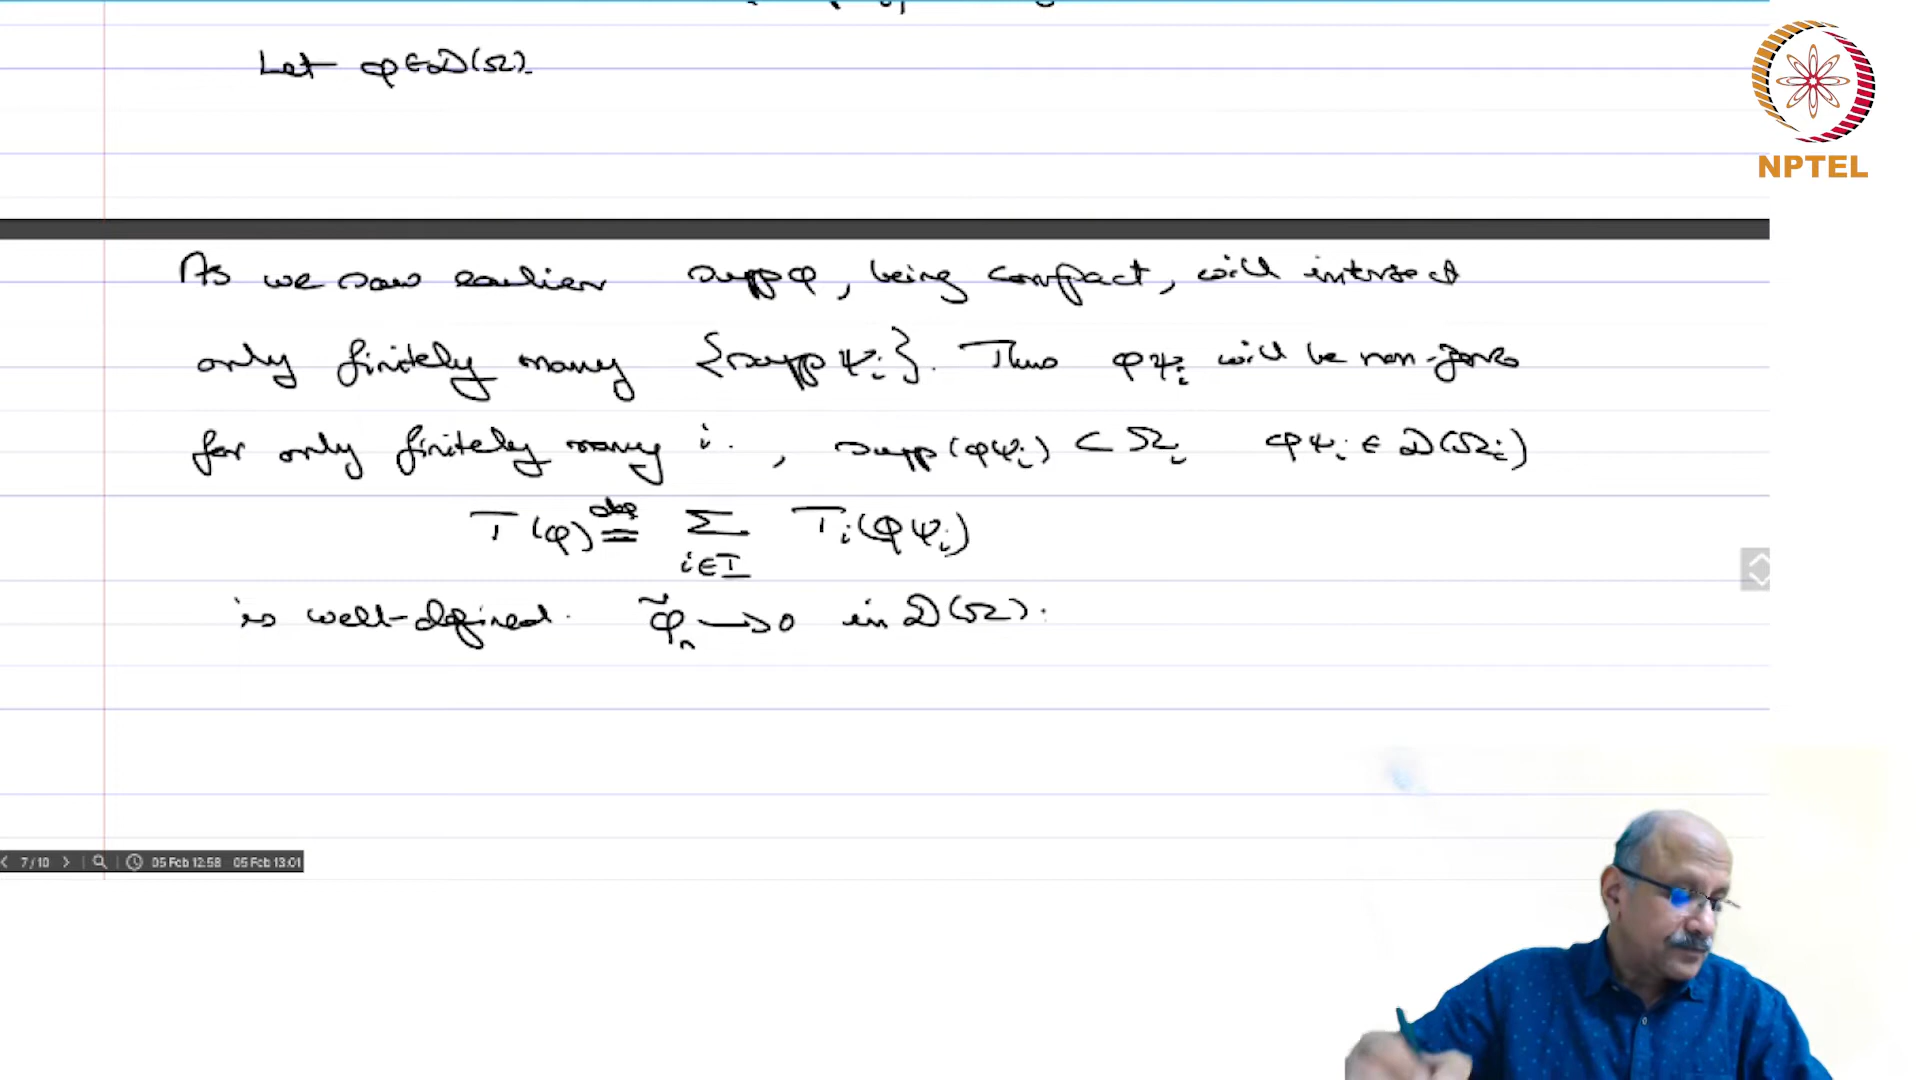 Let φ∈𝒟(Ω).
NPTEL
As we saw earlier supp φ, being compact, will intersect
only finitely many {supp ψᵢ}. Thus φψᵢ will be non-zero
for only finitely many i. , supp(φψᵢ) ⊂ Ωᵢ φψᵢ ∈ 𝒟(Ωᵢ)
T(φ) def= Σ Tᵢ(φψᵢ)
i∈I
is well-defined. φ̃ₙ → 0 in 𝒟(Ω).
7/10 05 Feb 12:58 05 Feb 13:01